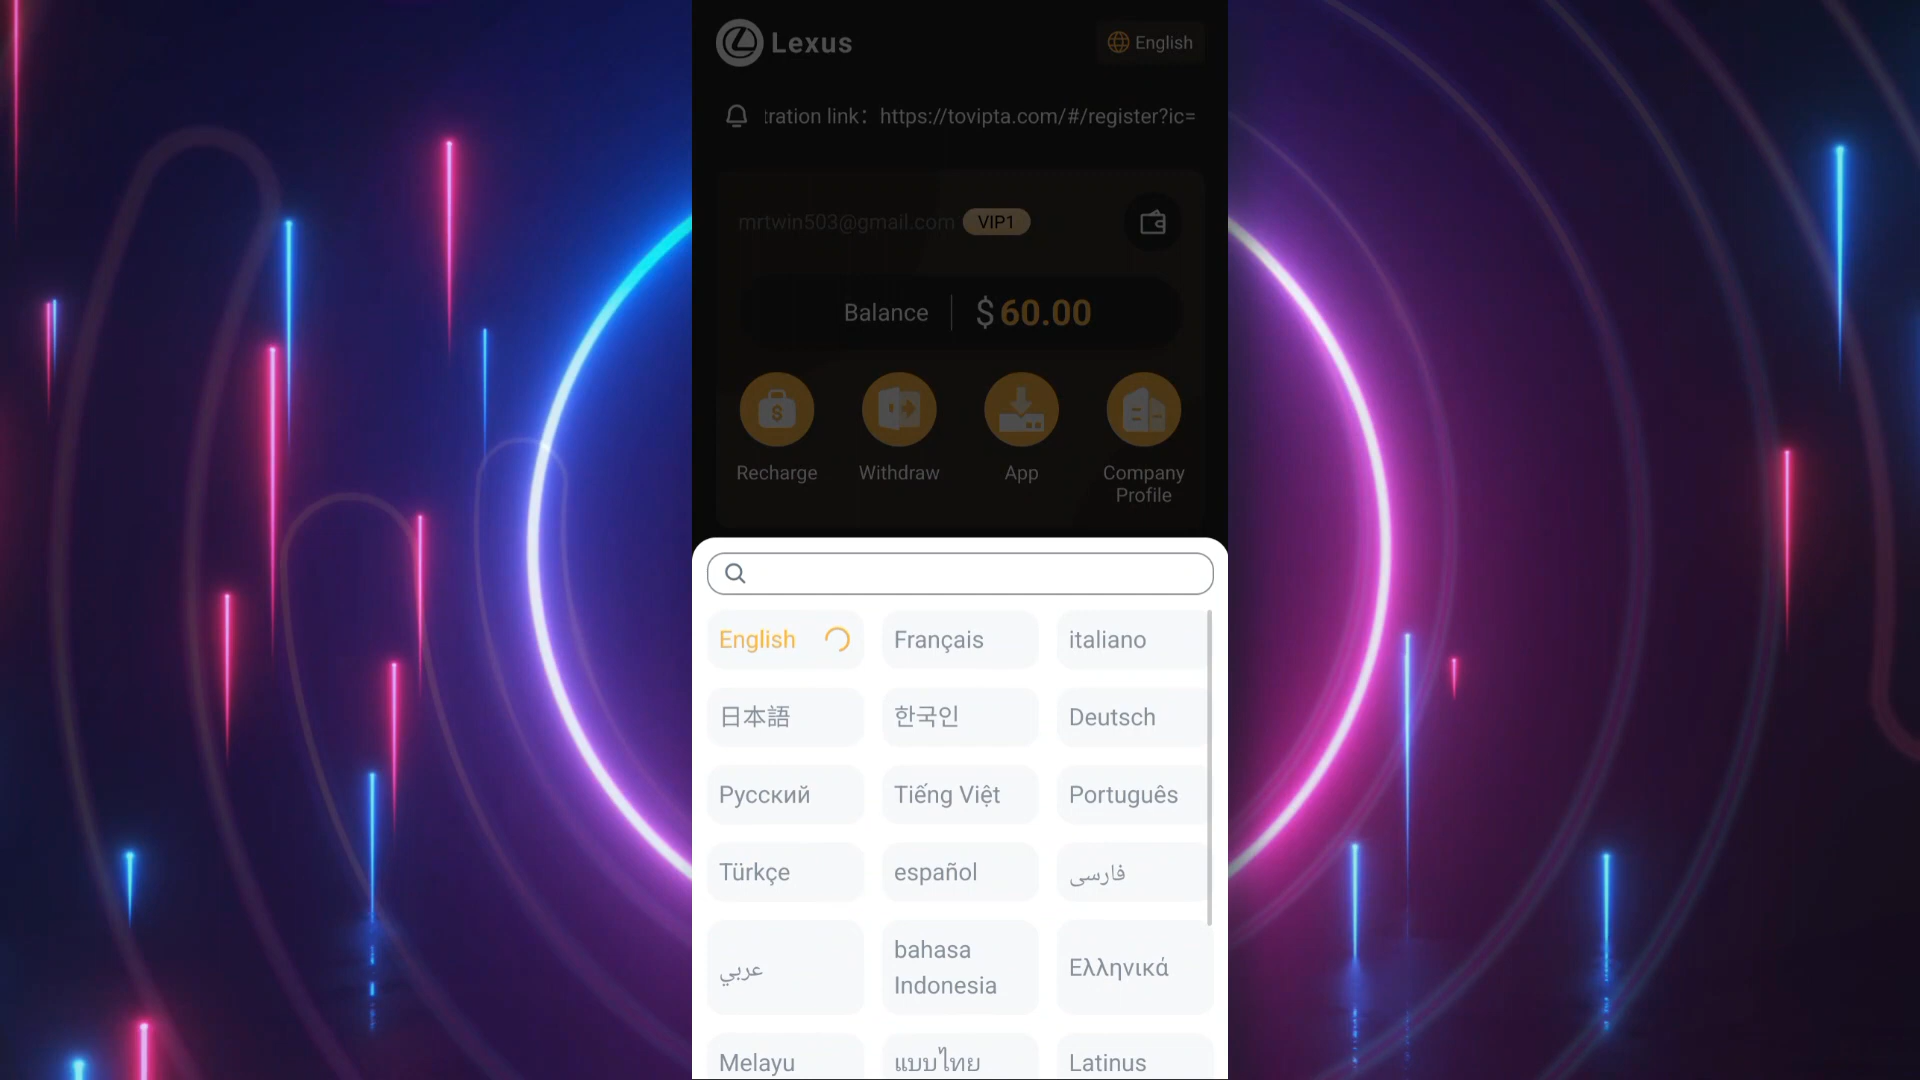 Lexus
English
tration link： https://tovipta.com/#/register?ic=
mrtwin503@gmail.com
VIP1
Balance
$ 60.00
Recharge
Withdraw
App
Company
Profile
English
Français
italiano
日本語
한국인
Deutsch
Русский
Tiếng Việt
Português
Türkçe
español
فارسی
عربي
bahasa
Indonesia
Ελληνικά
Melayu
แบบไทย
Latinus